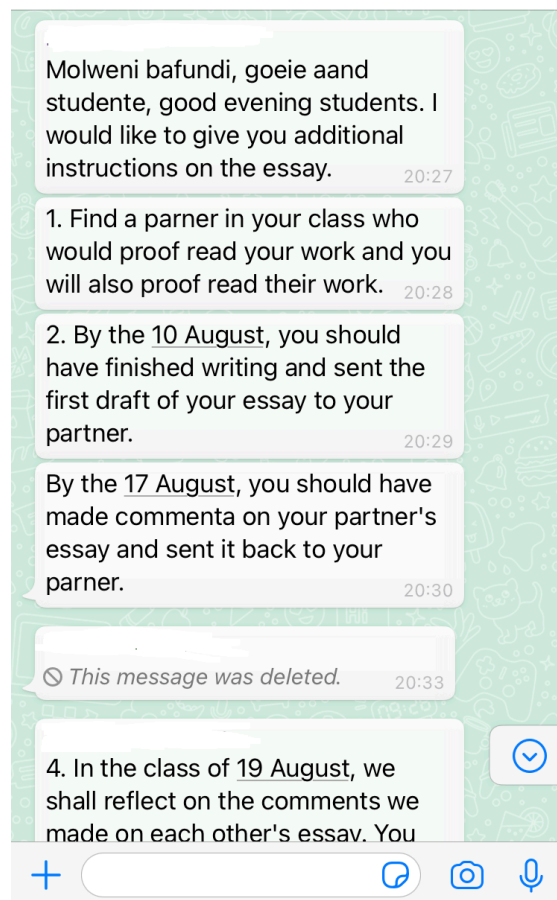 Molweni bafundi, goeie aand
studente, good evening students. I
would like to give you additional
instructions on the essay.
20:27
1. Find a parner in your class who
would proof read your work and you
will also proof read their work.
20:28
2. By the 10 August, you should
have finished writing and sent the
first draft of your essay to your
partner.
20:29
By the 17 August, you should have
made commenta on your partner's
essay and sent it back to your
parner.
20:30
This message was deleted.
20:33
4. In the class of 19 August, we
shall reflect on the comments we
made on each other's essay. You